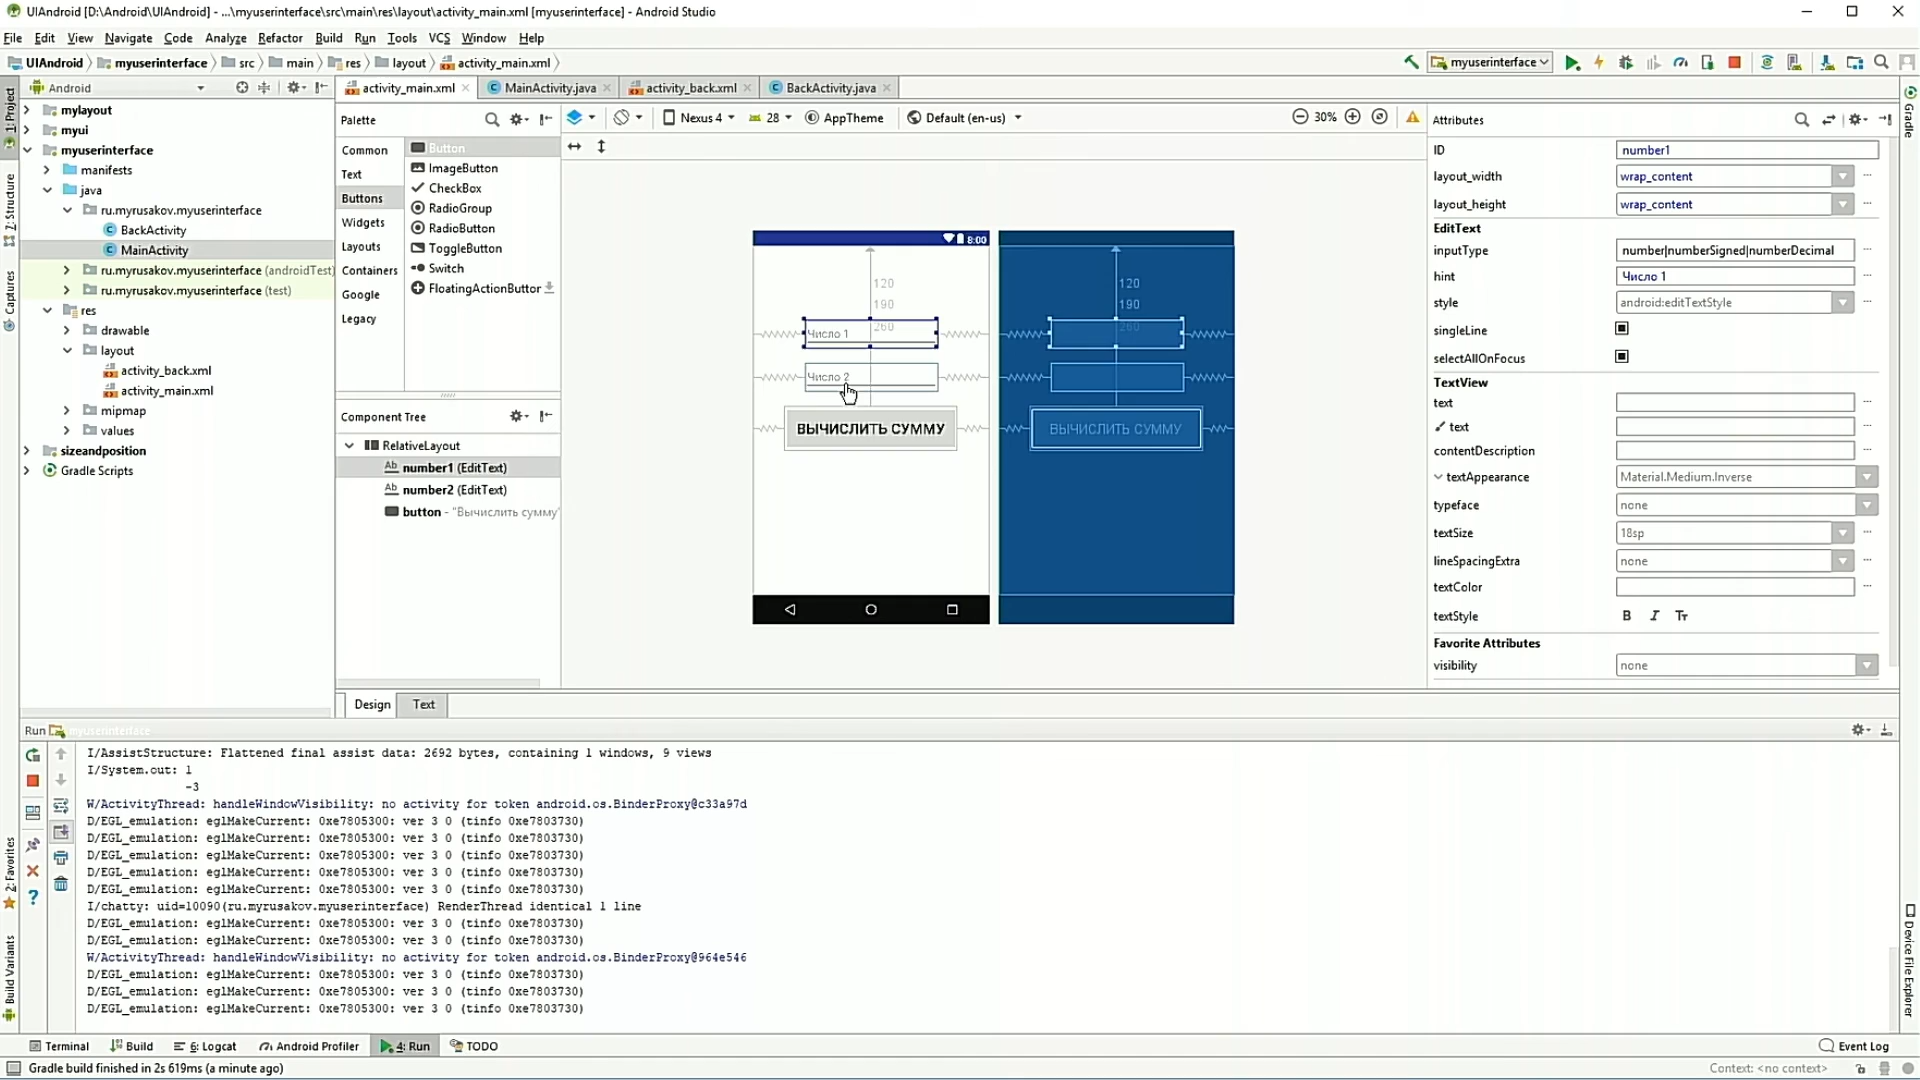 UIAndroid [D:\Android\UIAndroid] - ...\myuserinterface\src\main\res\layout\activity_main.xml [myuserinterface] - Android Studio
File Edit View Navigate Code Analyze Refactor Build Run Tools VCS Window Help
UIAndroid myuserinterface src main res layout activity_main.xml myuserinterface
Android
activity_main.xml MainActivity.java activity_back.xml BackActivity.java
1: Project
Z: Structure
Captures
2: Favorites
Build Variants
mylayout
myui
myuserinterface
manifests
java
ru.myrusakov.myuserinterface
BackActivity
MainActivity
ru.myrusakov.myuserinterface (androidTest)
ru.myrusakov.myuserinterface (test)
res
drawable
layout
activity_back.xml
activity_main.xml
mipmap
values
sizeandposition
Gradle Scripts
Palette
Common
Text
Buttons
Widgets
Layouts
Containers
Google
Legacy
Button
ImageButton
CheckBox
RadioGroup
RadioButton
ToggleButton
Switch
FloatingActionButton
Component Tree
RelativeLayout
number1 (EditText)
number2 (EditText)
button - "Вычислить сумму"
Nexus 4 28 AppTheme Default (en-us) 30%
8:00
120
190
260
Число 1
Число 2
ВЫЧИСЛИТЬ СУММУ
120
190
260
ВЫЧИСЛИТЬ СУММУ
Design Text
Attributes
ID number1
layout_width wrap_content
layout_height wrap_content
EditText
inputType number|numberSigned|numberDecimal
hint Число 1
style android:editTextStyle
singleLine
selectAllOnFocus
TextView
text
text
contentDescription
textAppearance Material.Medium.Inverse
typeface none
textSize 18sp
lineSpacingExtra none
textColor
textStyle B I Tт
Favorite Attributes
visibility none
Gradle
Device File Explorer
Run myuserinterface
I/AssistStructure: Flattened final assist data: 2692 bytes, containing 1 windows, 9 views
I/System.out: 1
-3
W/ActivityThread: handleWindowVisibility: no activity for token android.os.BinderProxy@c33a97d
D/EGL_emulation: eglMakeCurrent: 0xe7805300: ver 3 0 (tinfo 0xe7803730)
D/EGL_emulation: eglMakeCurrent: 0xe7805300: ver 3 0 (tinfo 0xe7803730)
D/EGL_emulation: eglMakeCurrent: 0xe7805300: ver 3 0 (tinfo 0xe7803730)
D/EGL_emulation: eglMakeCurrent: 0xe7805300: ver 3 0 (tinfo 0xe7803730)
D/EGL_emulation: eglMakeCurrent: 0xe7805300: ver 3 0 (tinfo 0xe7803730)
I/chatty: uid=10090(ru.myrusakov.myuserinterface) RenderThread identical 1 line
D/EGL_emulation: eglMakeCurrent: 0xe7805300: ver 3 0 (tinfo 0xe7803730)
D/EGL_emulation: eglMakeCurrent: 0xe7805300: ver 3 0 (tinfo 0xe7803730)
W/ActivityThread: handleWindowVisibility: no activity for token android.os.BinderProxy@964e546
D/EGL_emulation: eglMakeCurrent: 0xe7805300: ver 3 0 (tinfo 0xe7803730)
D/EGL_emulation: eglMakeCurrent: 0xe7805300: ver 3 0 (tinfo 0xe7803730)
D/EGL_emulation: eglMakeCurrent: 0xe7805300: ver 3 0 (tinfo 0xe7803730)
Terminal Build 6: Logcat Android Profiler 4: Run TODO Event Log
Gradle build finished in 2s 619ms (a minute ago) Context: <no context>